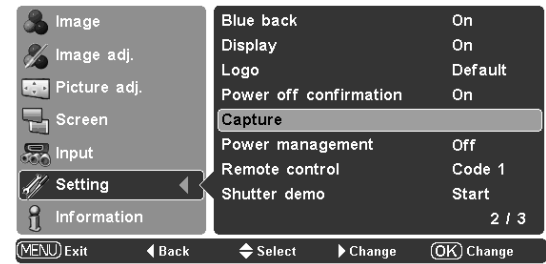 Image
Image adj.
Picture adj.
Screen
Input
Setting
Information
Blue back On
Display On
Logo Default
Power off confirmation On
Capture
Power management Off
Remote control Code 1
Shutter demo Start
2 / 3
MENU Exit Back Select Change OK Change